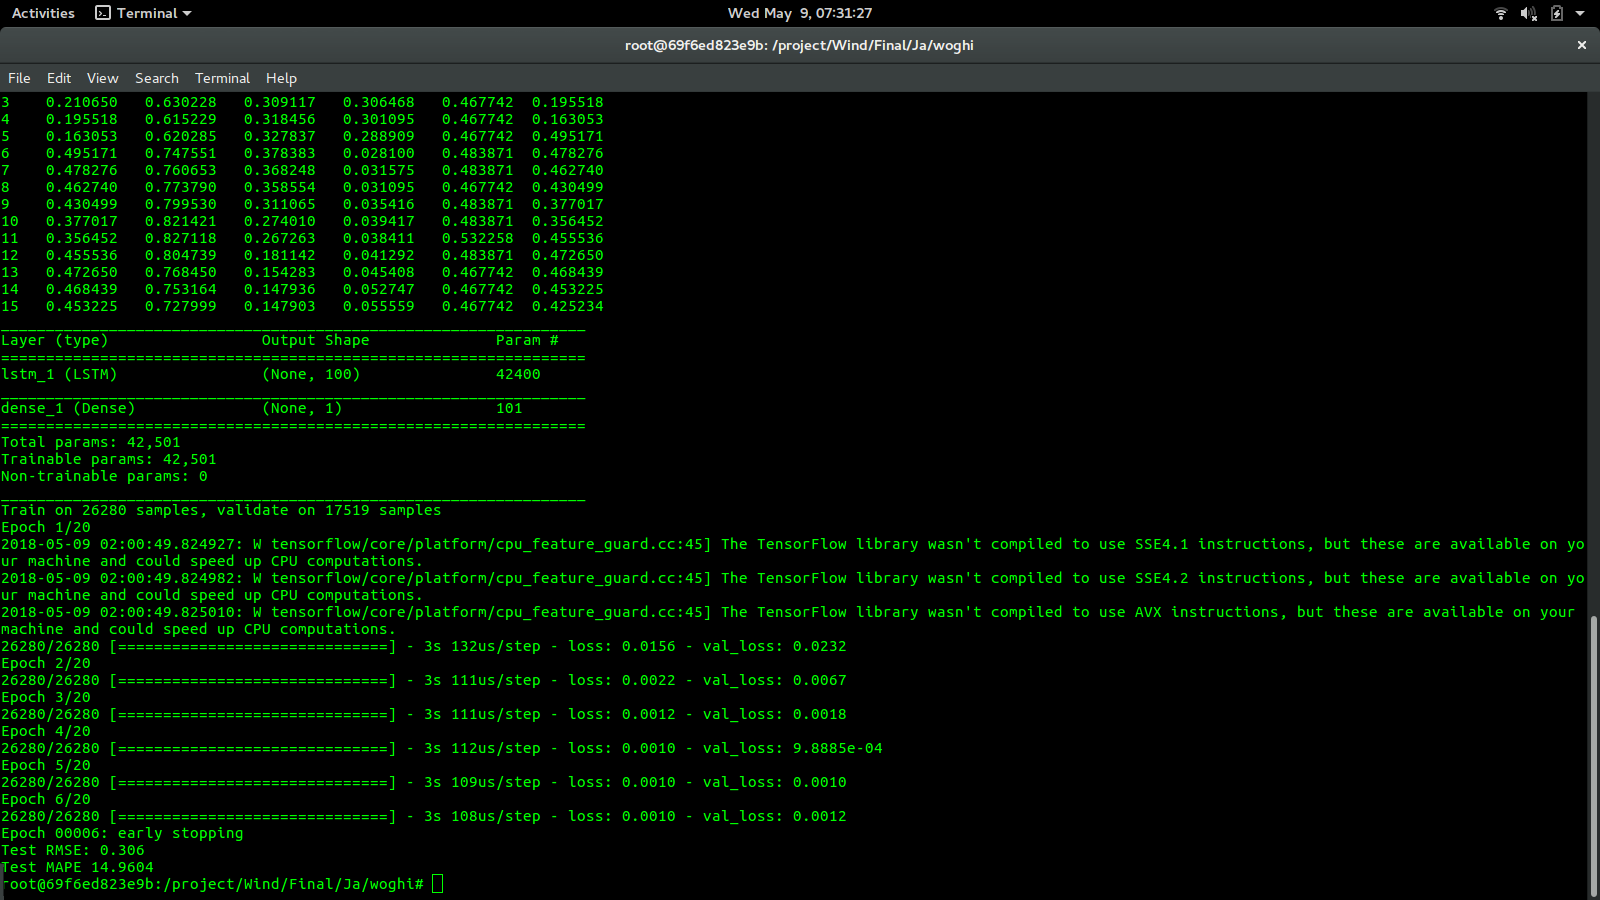 Activities Terminal Wed May 9, 07:31:27
root@69f6ed823e9b: /project/Wind/Final/Ja/woghi
File Edit View Search Terminal Help
3 0.210650 0.630228 0.309117 0.306468 0.467742 0.195518
4 0.195518 0.615229 0.318456 0.301095 0.467742 0.163053
5 0.163053 0.620285 0.327837 0.288909 0.467742 0.495171
6 0.495171 0.747551 0.378383 0.028100 0.483871 0.478276
7 0.478276 0.760653 0.368248 0.031575 0.483871 0.462740
8 0.462740 0.773790 0.358554 0.031095 0.467742 0.430499
9 0.430499 0.799530 0.311065 0.035416 0.483871 0.377017
10 0.377017 0.821421 0.274010 0.039417 0.483871 0.356452
11 0.356452 0.827118 0.267263 0.038411 0.532258 0.455536
12 0.455536 0.804739 0.181142 0.041292 0.483871 0.472650
13 0.472650 0.768450 0.154283 0.045408 0.467742 0.468439
14 0.468439 0.753164 0.147936 0.052747 0.467742 0.453225
15 0.453225 0.727999 0.147903 0.055559 0.467742 0.425234
_________________________________________________________________
Layer (type) Output Shape Param #
=================================================================
lstm_1 (LSTM) (None, 100) 42400
_________________________________________________________________
dense_1 (Dense) (None, 1) 101
=================================================================
Total params: 42,501
Trainable params: 42,501
Non-trainable params: 0
_________________________________________________________________
Train on 26280 samples, validate on 17519 samples
Epoch 1/20
2018-05-09 02:00:49.824927: W tensorflow/core/platform/cpu_feature_guard.cc:45] The TensorFlow library wasn't compiled to use SSE4.1 instructions, but these are available on yo
ur machine and could speed up CPU computations.
2018-05-09 02:00:49.824982: W tensorflow/core/platform/cpu_feature_guard.cc:45] The TensorFlow library wasn't compiled to use SSE4.2 instructions, but these are available on yo
ur machine and could speed up CPU computations.
2018-05-09 02:00:49.825010: W tensorflow/core/platform/cpu_feature_guard.cc:45] The TensorFlow library wasn't compiled to use AVX instructions, but these are available on your
machine and could speed up CPU computations.
26280/26280 [==============================] - 3s 132us/step - loss: 0.0156 - val_loss: 0.0232
Epoch 2/20
26280/26280 [==============================] - 3s 111us/step - loss: 0.0022 - val_loss: 0.0067
Epoch 3/20
26280/26280 [==============================] - 3s 111us/step - loss: 0.0012 - val_loss: 0.0018
Epoch 4/20
26280/26280 [==============================] - 3s 112us/step - loss: 0.0010 - val_loss: 9.8885e-04
Epoch 5/20
26280/26280 [==============================] - 3s 109us/step - loss: 0.0010 - val_loss: 0.0010
Epoch 6/20
26280/26280 [==============================] - 3s 108us/step - loss: 0.0010 - val_loss: 0.0012
Epoch 00006: early stopping
Test RMSE: 0.306
Test MAPE 14.9604
root@69f6ed823e9b:/project/Wind/Final/Ja/woghi#